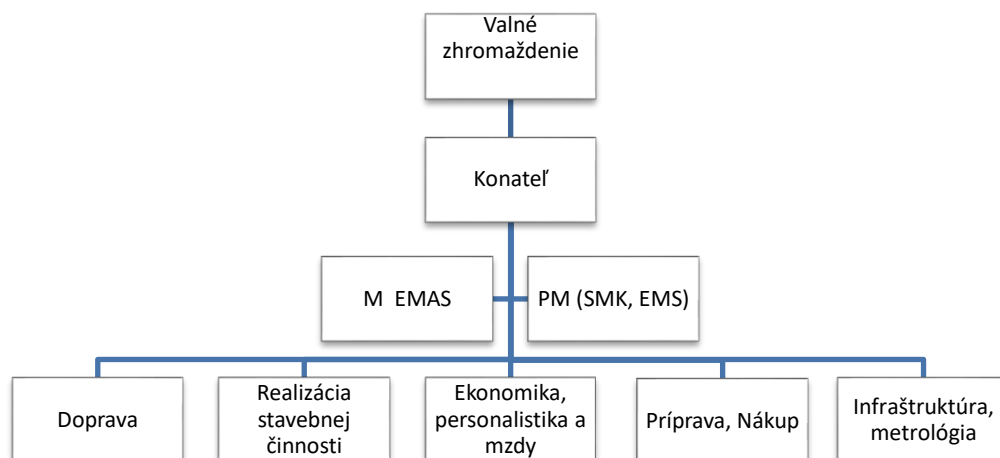 Valné
zhromaždenie
Konateľ
M EMAS
PM (SMK, EMS)
Doprava
Realizácia
stavebnej
činnosti
Ekonomika,
personalistika a
mzdy
Príprava, Nákup
Infraštruktúra,
metrológia